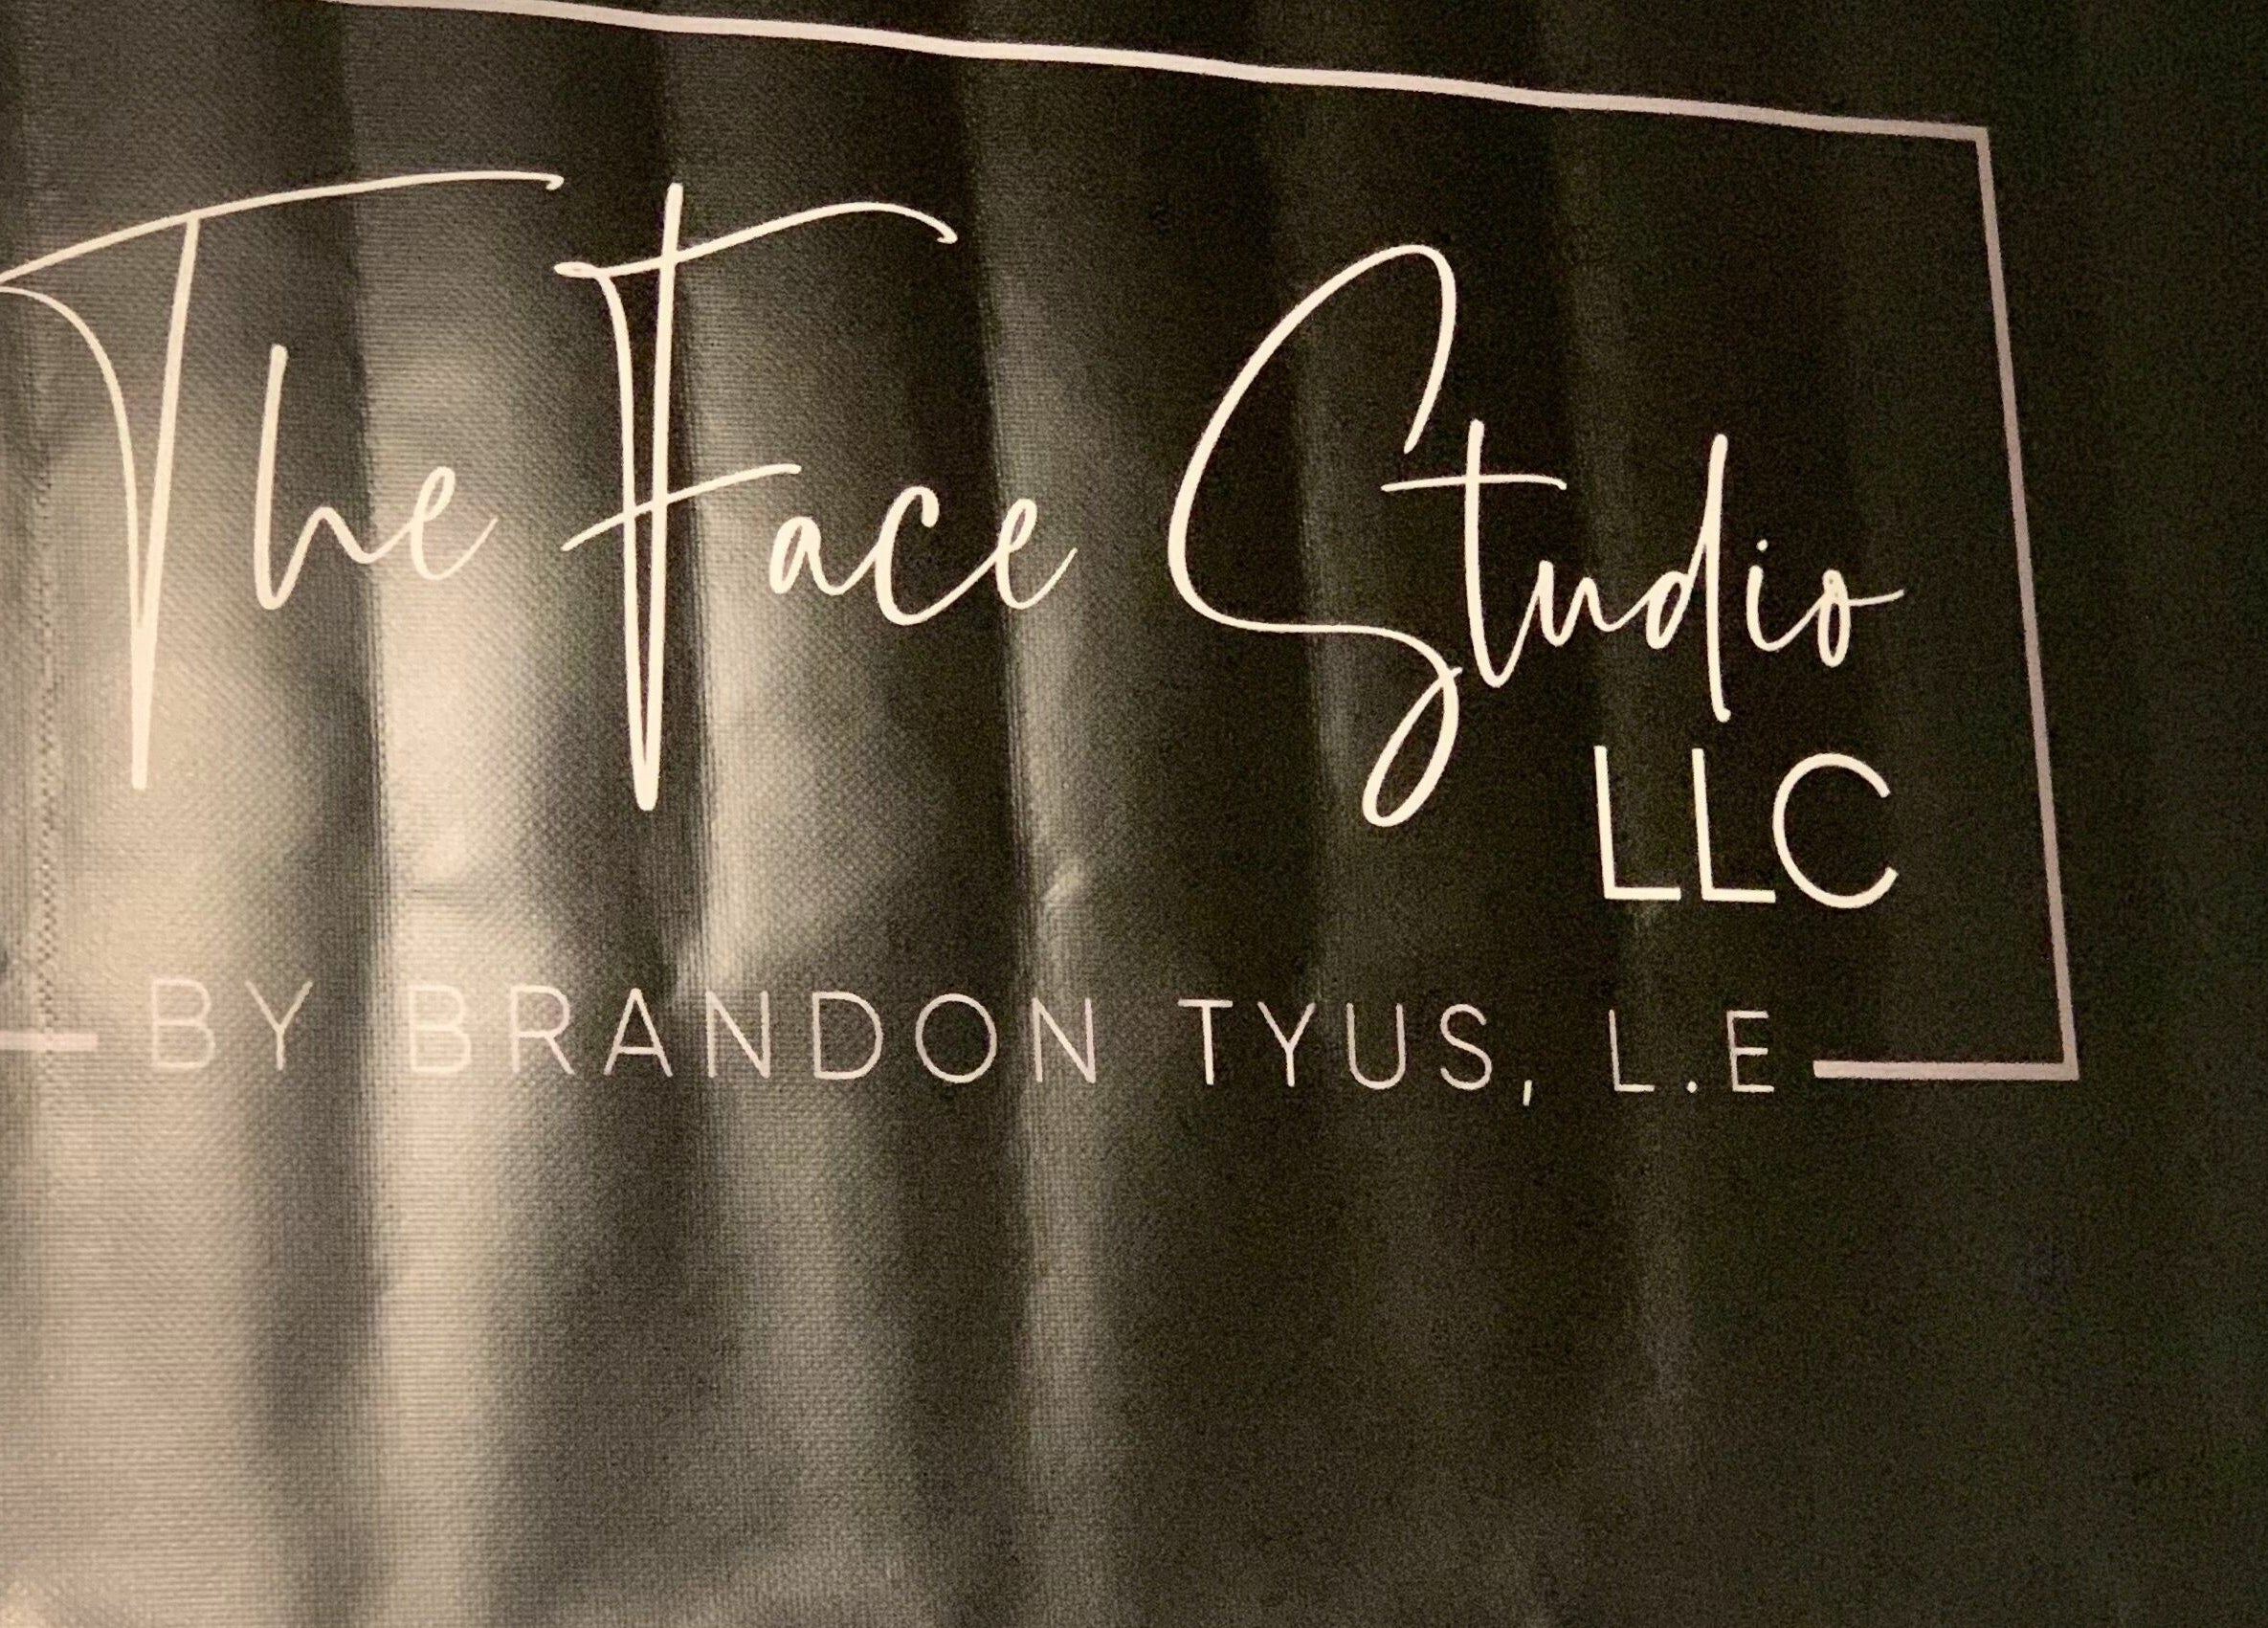 The Face Studio
LLC
BY BRANDON TYUS, L.E